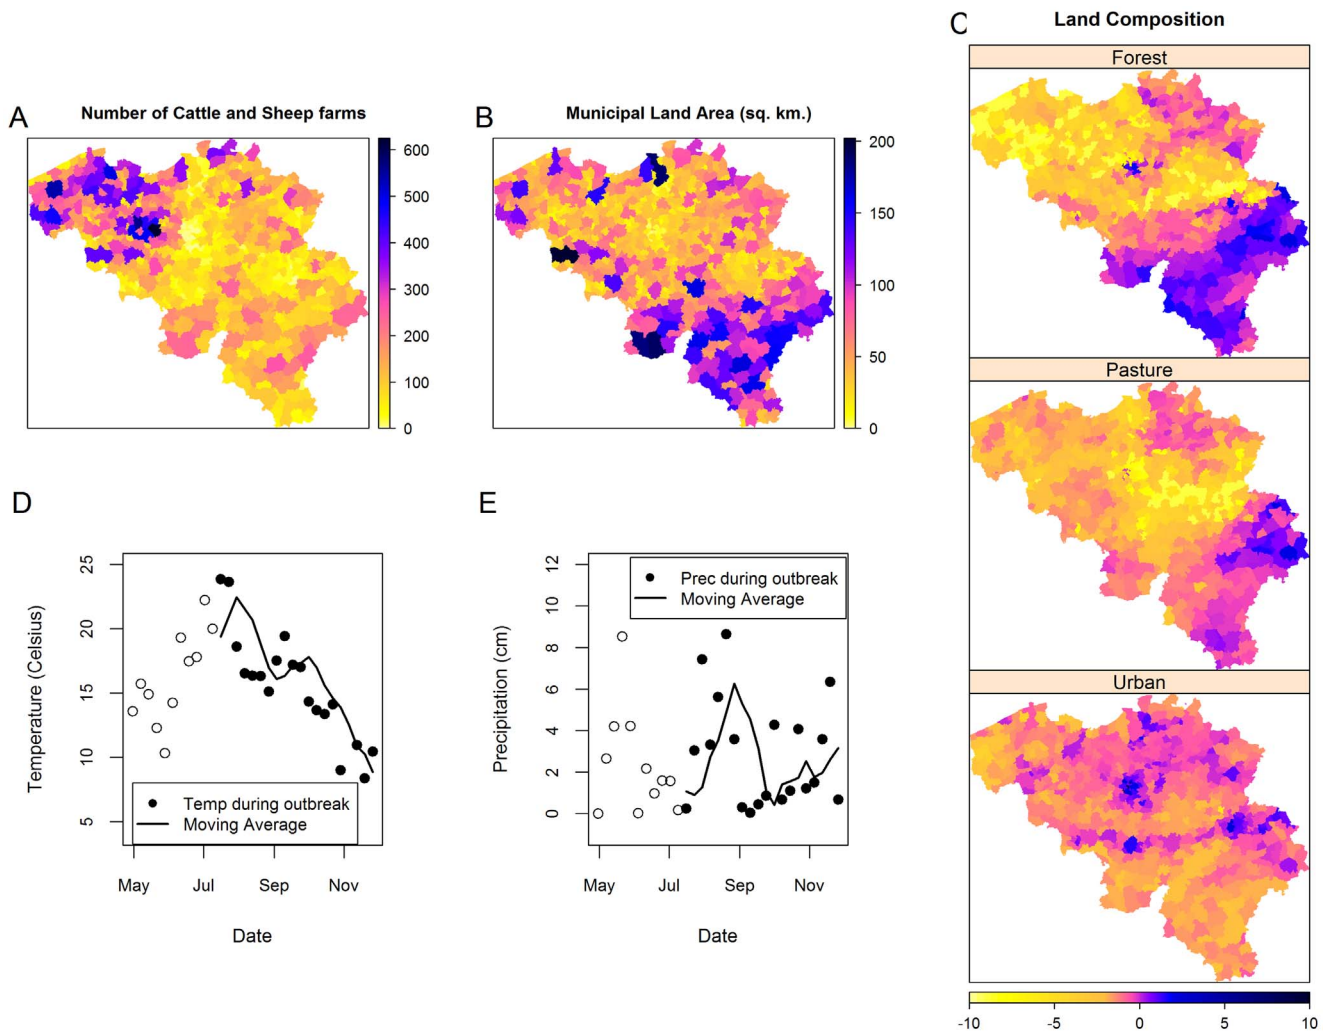 C
Land Composition
Forest
A
Number of Cattle and Sheep farms
B
Municipal Land Area (sq. km.)
600
500
400
300
200
100
0
200
150
100
50
0
Pasture
D
E
25
20
15
10
5
Temperature (Celsius)
Temp during outbreak
Moving Average
May
Jul
Sep
Nov
Date
12
10
8
6
4
2
0
Precipitation (cm)
Prec during outbreak
Moving Average
May
Jul
Sep
Nov
Date
Urban
-10
-5
0
5
10